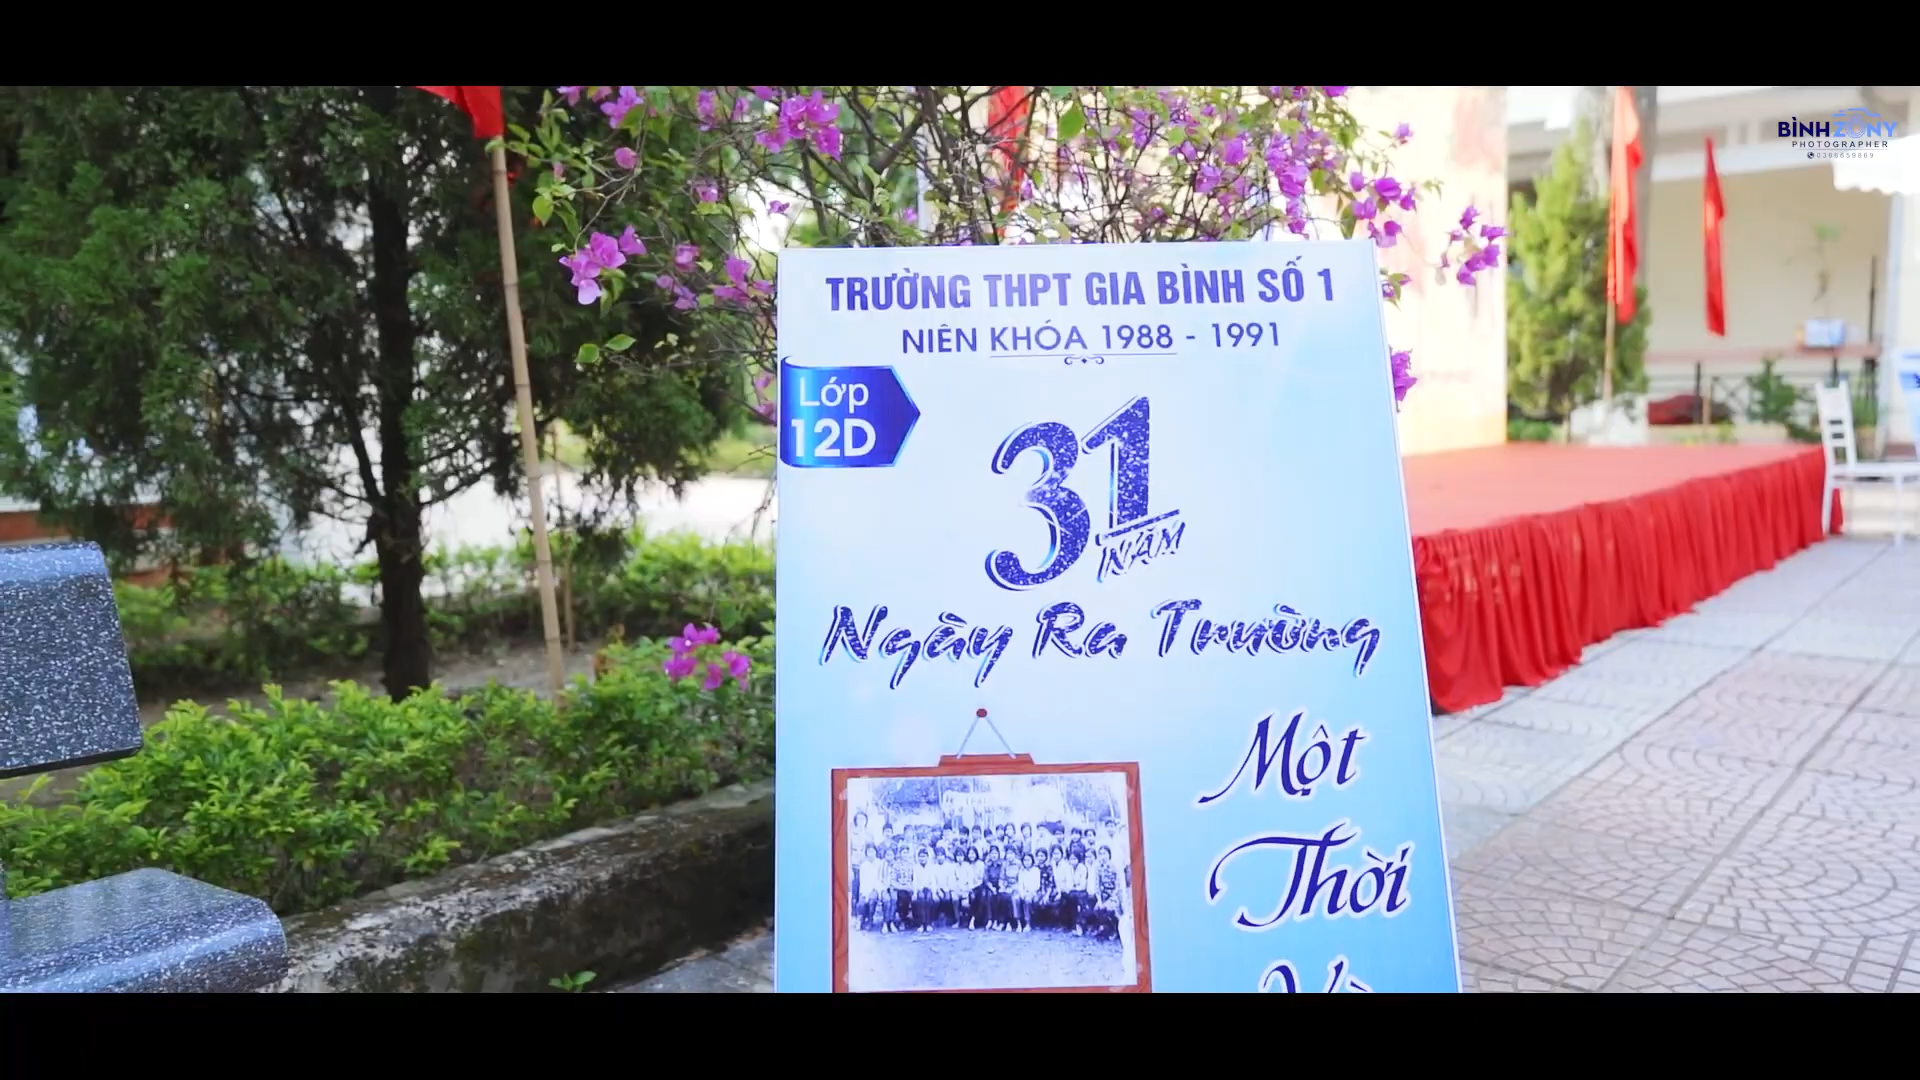 BÌNH ZONY
PHOTOGRAPHER
TRƯỜNG THPT GIA BÌNH SỐ 1
NIÊN KHÓA 1988 - 1991
Lớp
12D
31
NĂM
Ngày Ra Trường
Một
Thời